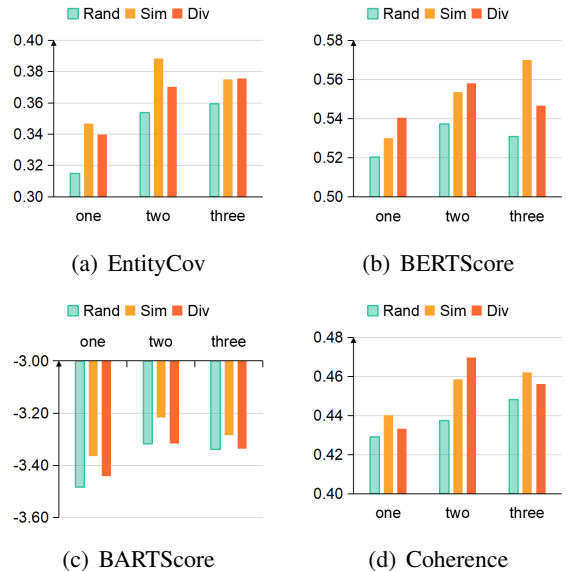 Rand Sim Div
0.40
0.38
0.36
0.34
0.32
0.30
one two three
(a) EntityCov
Rand Sim Div
0.58
0.56
0.54
0.52
0.50
one two three
(b) BERTScore
Rand Sim Div
one two three
-3.00
-3.20
-3.40
-3.60
(c) BARTScore
Rand Sim Div
0.48
0.46
0.44
0.42
0.40
one two three
(d) Coherence